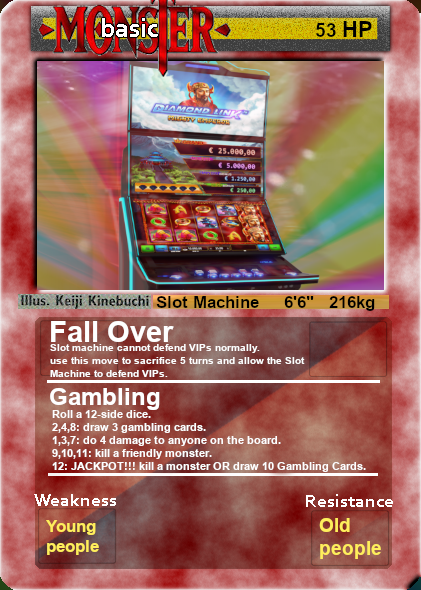 MONSTER
basic
53 HP
DIAMOND LINK
MIGHTY EMPEROR
€ 25.000,00
€ 5.000,00
€ 1.250,00
€ 250,00
Illus. Keiji Kinebuchi Slot Machine 6'6" 216kg
Fall Over
Slot machine cannot defend VIPs normally.
use this move to sacrifice 5 turns and allow the Slot
Machine to defend VIPs.
Gambling
Roll a 12-side dice.
2,4,8: draw 3 gambling cards.
1,3,7: do 4 damage to anyone on the board.
9,10,11: kill a friendly monster.
12: JACKPOT!!! kill a monster OR draw 10 Gambling Cards.
Weakness
Young
people
Resistance
Old
people